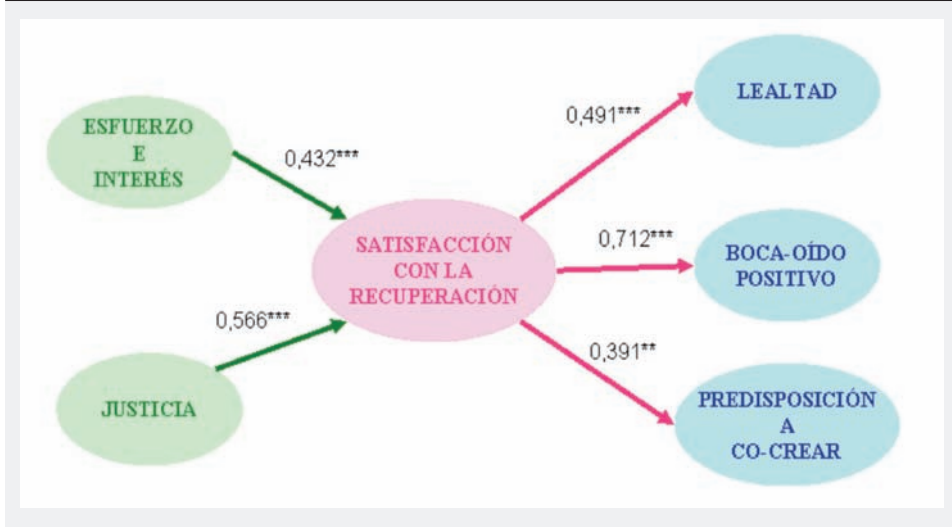 ESFUERZO
E
INTERÉS
0,432***
JUSTICIA
0,566***
SATISFACCIÓN
CON LA
RECUPERACIÓN
0,491***
LEALTAD
0,712***
BOCA-OÍDO
POSITIVO
0,391**
PREDISPOSICIÓN
A
CO-CREAR